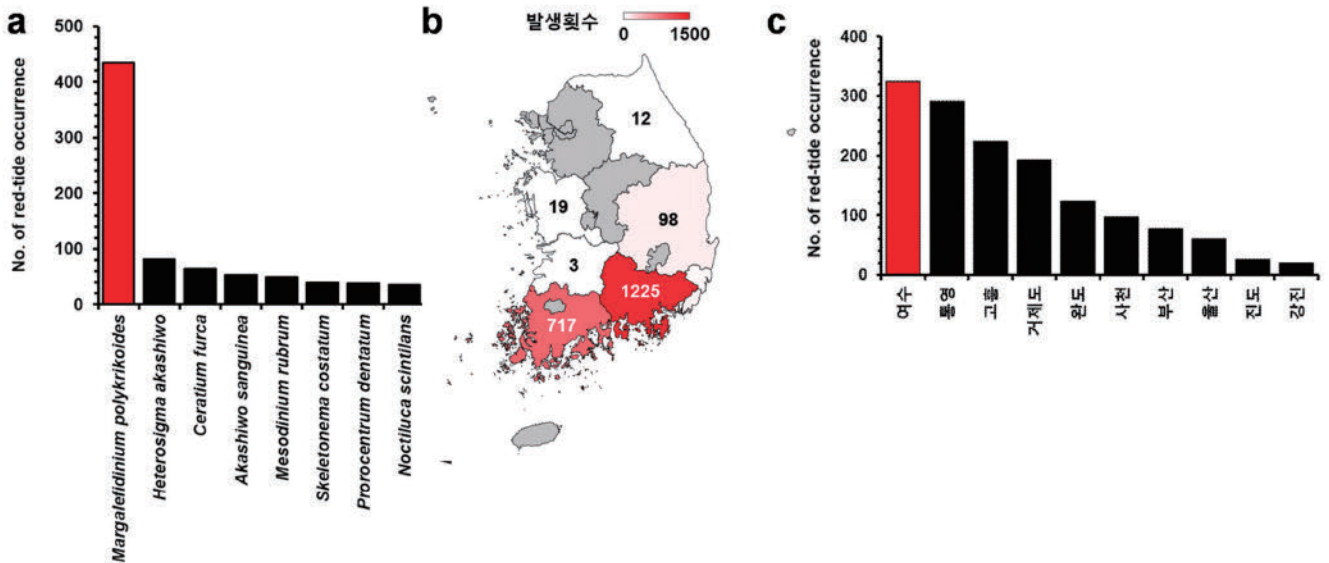 a
No. of red-tide occurrence
500
400
300
200
100
0
Margalefidinium polykrikoides
Heterosigma akashiwo
Ceratium furca
Akashiwo sanguinea
Mesodinium rubrum
Skeletonema costatum
Prorocentrum dentatum
Noctiluca scintilans
b
발생횟수
0 1500
12
19
98
3
1225
717
c
No. of red-tide occurrence
400
300
200
100
0
여수
통영
고흥
거제도
완도
사천
부산
울산
진도
강진